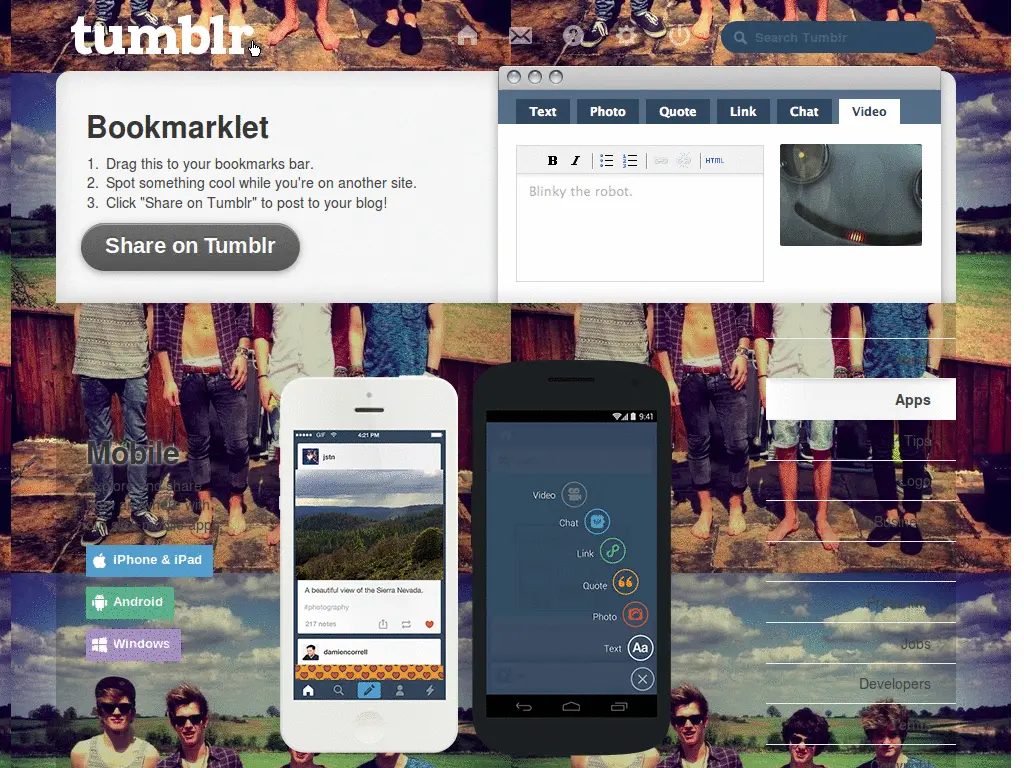 tumblr
Search Tumblr
Bookmarklet
1. Drag this to your bookmarks bar.
2. Spot something cool while you're on another site.
3. Click "Share on Tumblr" to post to your blog!
Share on Tumblr
Text Photo Quote Link Chat Video
B I HTML
Blinky the robot.
Apps
Tips
Logo
Jobs
Developers
Mobile
Explore and share
iPhone & iPad
Android
Windows
GIF 4:21 PM
jstn
A beautiful view of the Sierra Nevada.
#photography
217 notes
damiencorrell
9:41
Video
Chat
Link
Quote
Photo
Text Aa